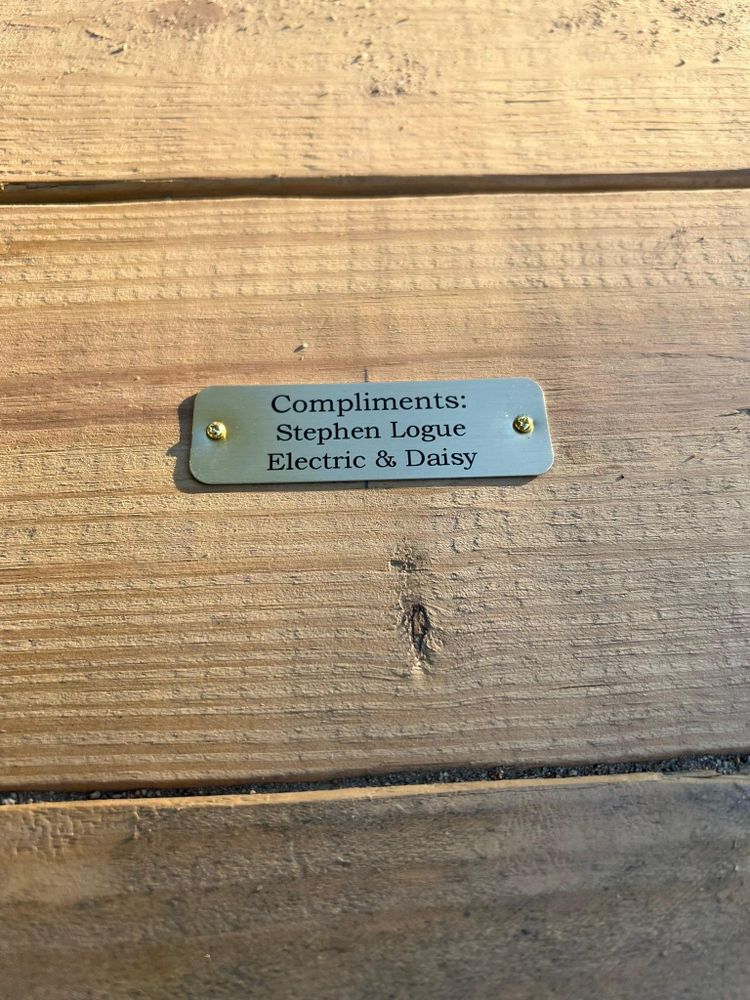 Compliments:
Stephen Logue
Electric & Daisy